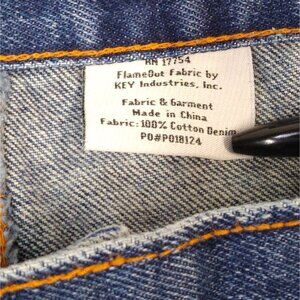 RN 17754
FlameOut Fabric by
KEY Industries, Inc.
Fabric & Garment
Made in China
Fabric: 100% Cotton Denim
PO#P018124